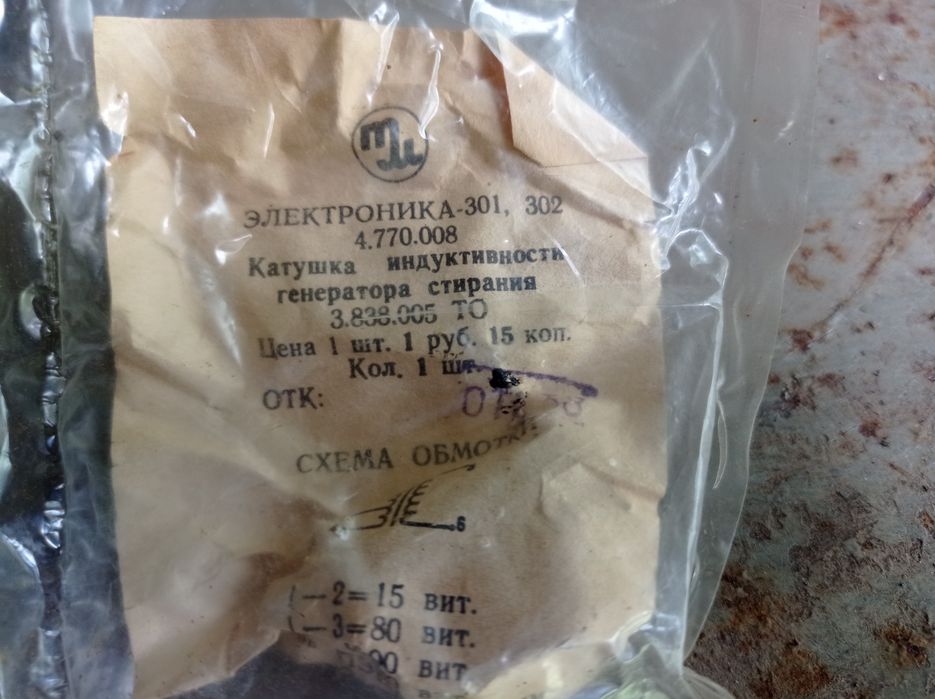 ЭЛЕКТРОНИКА-301, 302
4.770.008
Катушка индуктивности
генератора стирания
3.838.005 ТО
Цена 1 шт. 1 руб. 15 коп.
Кол. 1 шт.
ОТК:
СХЕМА ОБМОТКИ
6
—2=15 вит.
—3=80 вит.
вит